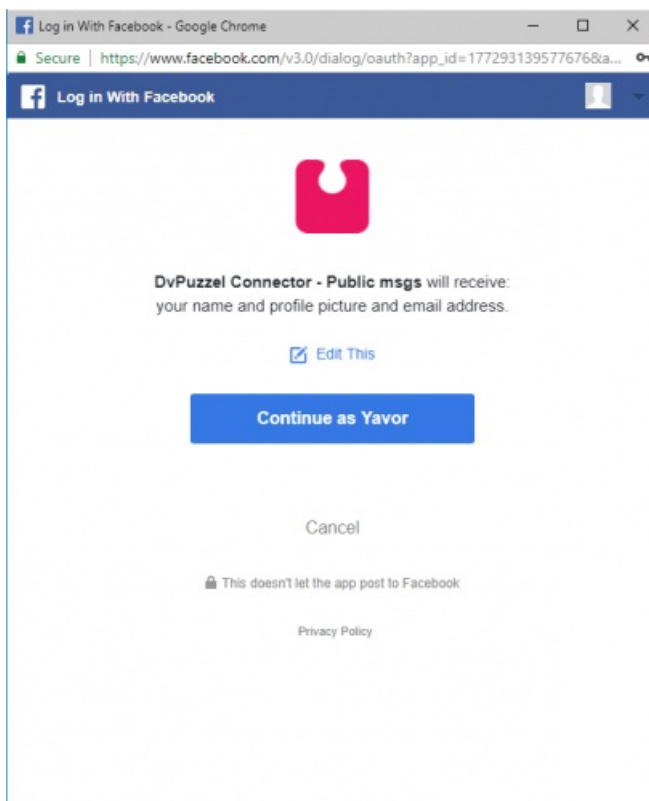 Log in With Facebook - Google Chrome
Secure | https://www.facebook.com/v3.0/dialog/oauth?app_id=177293139577676&a...
Log in With Facebook
DvPuzzel Connector - Public msgs will receive:
your name and profile picture and email address.
Edit This
Continue as Yavor
Cancel
This doesn't let the app post to Facebook
Privacy Policy